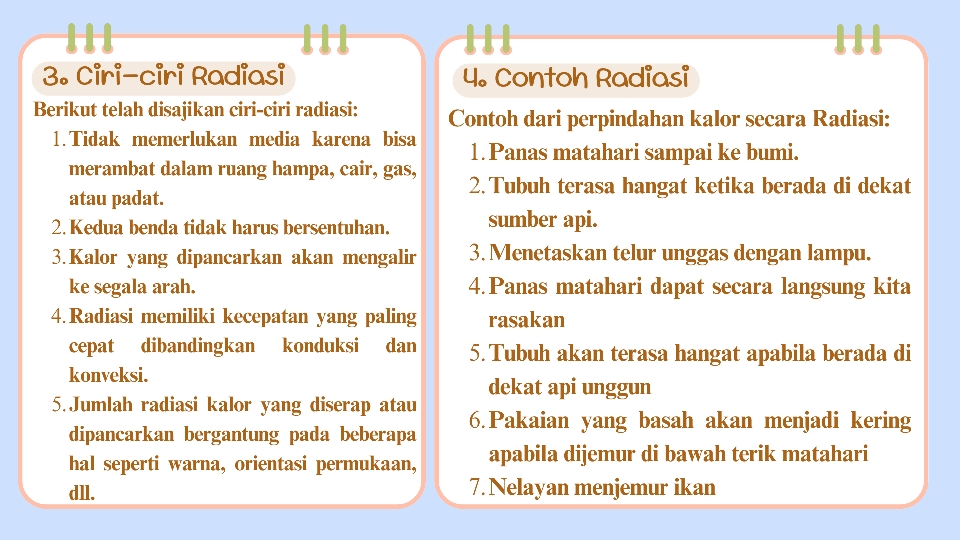 3. Ciri-ciri Radiasi
Berikut telah disajikan ciri-ciri radiasi:
1. Tidak memerlukan media karena bisa
merambat dalam ruang hampa, cair, gas,
atau padat.
2. Kedua benda tidak harus bersentuhan.
3. Kalor yang dipancarkan akan mengalir
ke segala arah.
4. Radiasi memiliki kecepatan yang paling
cepat dibandingkan konduksi dan
konveksi.
5. Jumlah radiasi kalor yang diserap atau
dipancarkan bergantung pada beberapa
hal seperti warna, orientasi permukaan,
dll.
4. Contoh Radiasi
Contoh dari perpindahan kalor secara Radiasi:
1. Panas matahari sampai ke bumi.
2. Tubuh terasa hangat ketika berada di dekat
sumber api.
3. Menetaskan telur unggas dengan lampu.
4. Panas matahari dapat secara langsung kita
rasakan
5. Tubuh akan terasa hangat apabila berada di
dekat api unggun
6. Pakaian yang basah akan menjadi kering
apabila dijemur di bawah terik matahari
7. Nelayan menjemur ikan